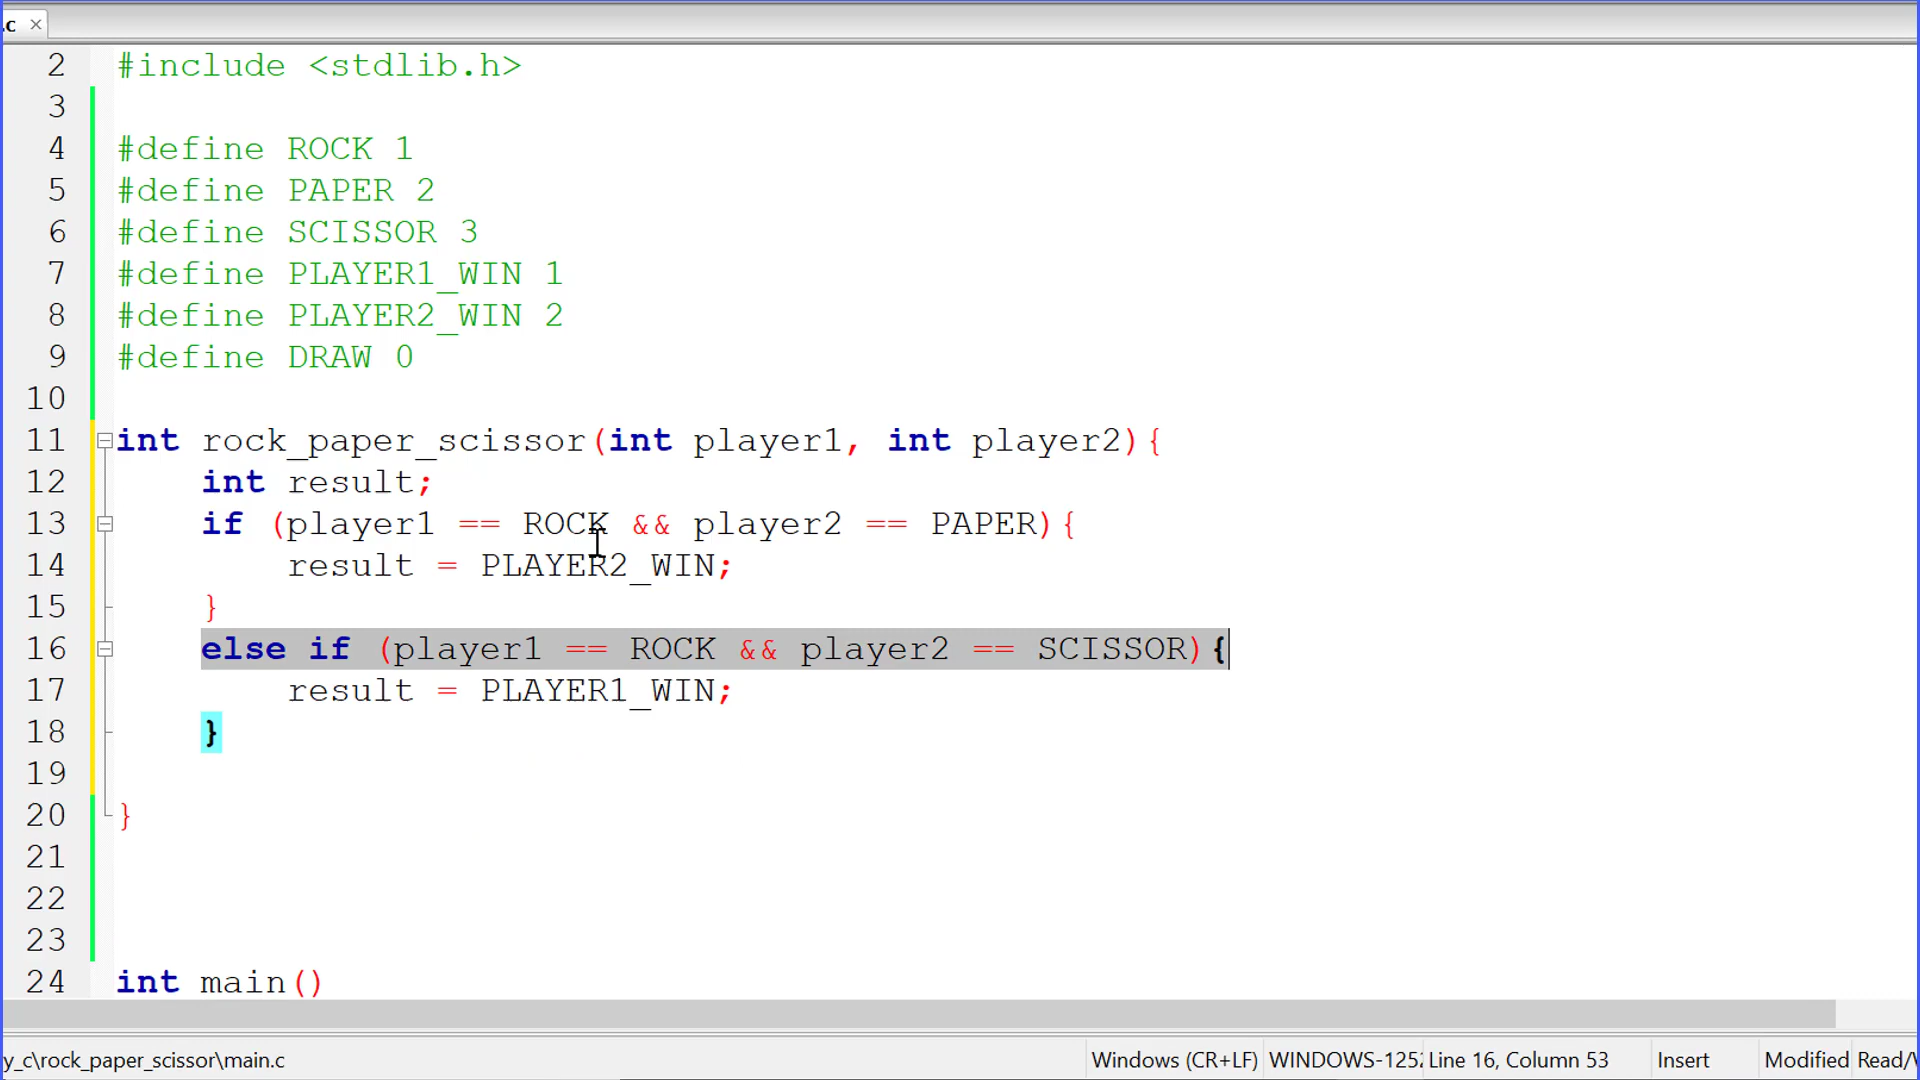 .c ×
2 #include <stdlib.h>
3
4 #define ROCK 1
5 #define PAPER 2
6 #define SCISSOR 3
7 #define PLAYER1_WIN 1
8 #define PLAYER2_WIN 2
9 #define DRAW 0
10
11 int rock_paper_scissor(int player1, int player2){
12     int result;
13     if (player1 == ROCK && player2 == PAPER){
14         result = PLAYER2_WIN;
15     }
16     else if (player1 == ROCK && player2 == SCISSOR){
17         result = PLAYER1_WIN;
18     }
19
20 }
21
22
23
24 int main()
y_c\rock_paper_scissor\main.c Windows (CR+LF) WINDOWS-1252 Line 16, Column 53 Insert Modified Read/